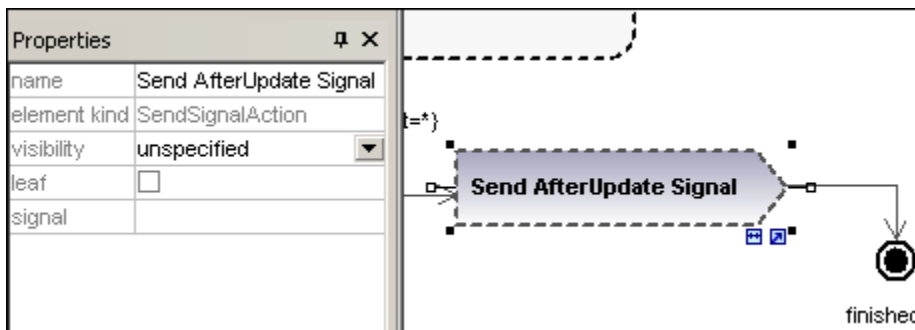 Properties
name Send AfterUpdate Signal
element kind SendSignalAction
visibility unspecified
leaf
signal
t=*}
Send AfterUpdate Signal
finished